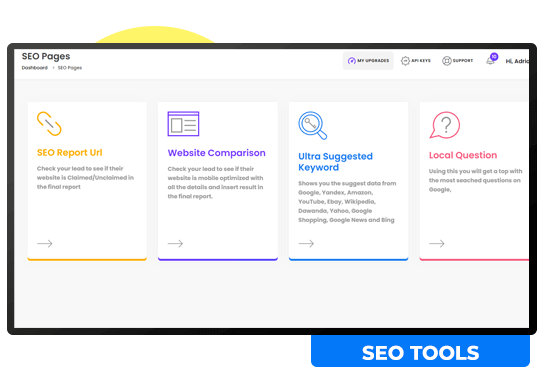 SEO Pages
Dashboard > SEO Pages
MY UPGRADES
API KEYS
SUPPORT
10
Hi,
SEO Report Url
Check your lead to see if their
website is Claimed/Unclaimed in
the final report
Website Comparison
Check your lead to see if their
website is mobile optimized with
all the details and insert result in
the final report.
Ultra Suggested
Keyword
Shows you the suggest data from
Google, Yandex, Amazon,
YouTube, Ebay, Wikipedia,
Dawanda, Yahoo, Google
Shopping, Google News and Bing
Local Question
Using this you will get a top with
the most seached questions on
Google,
SEO TOOLS